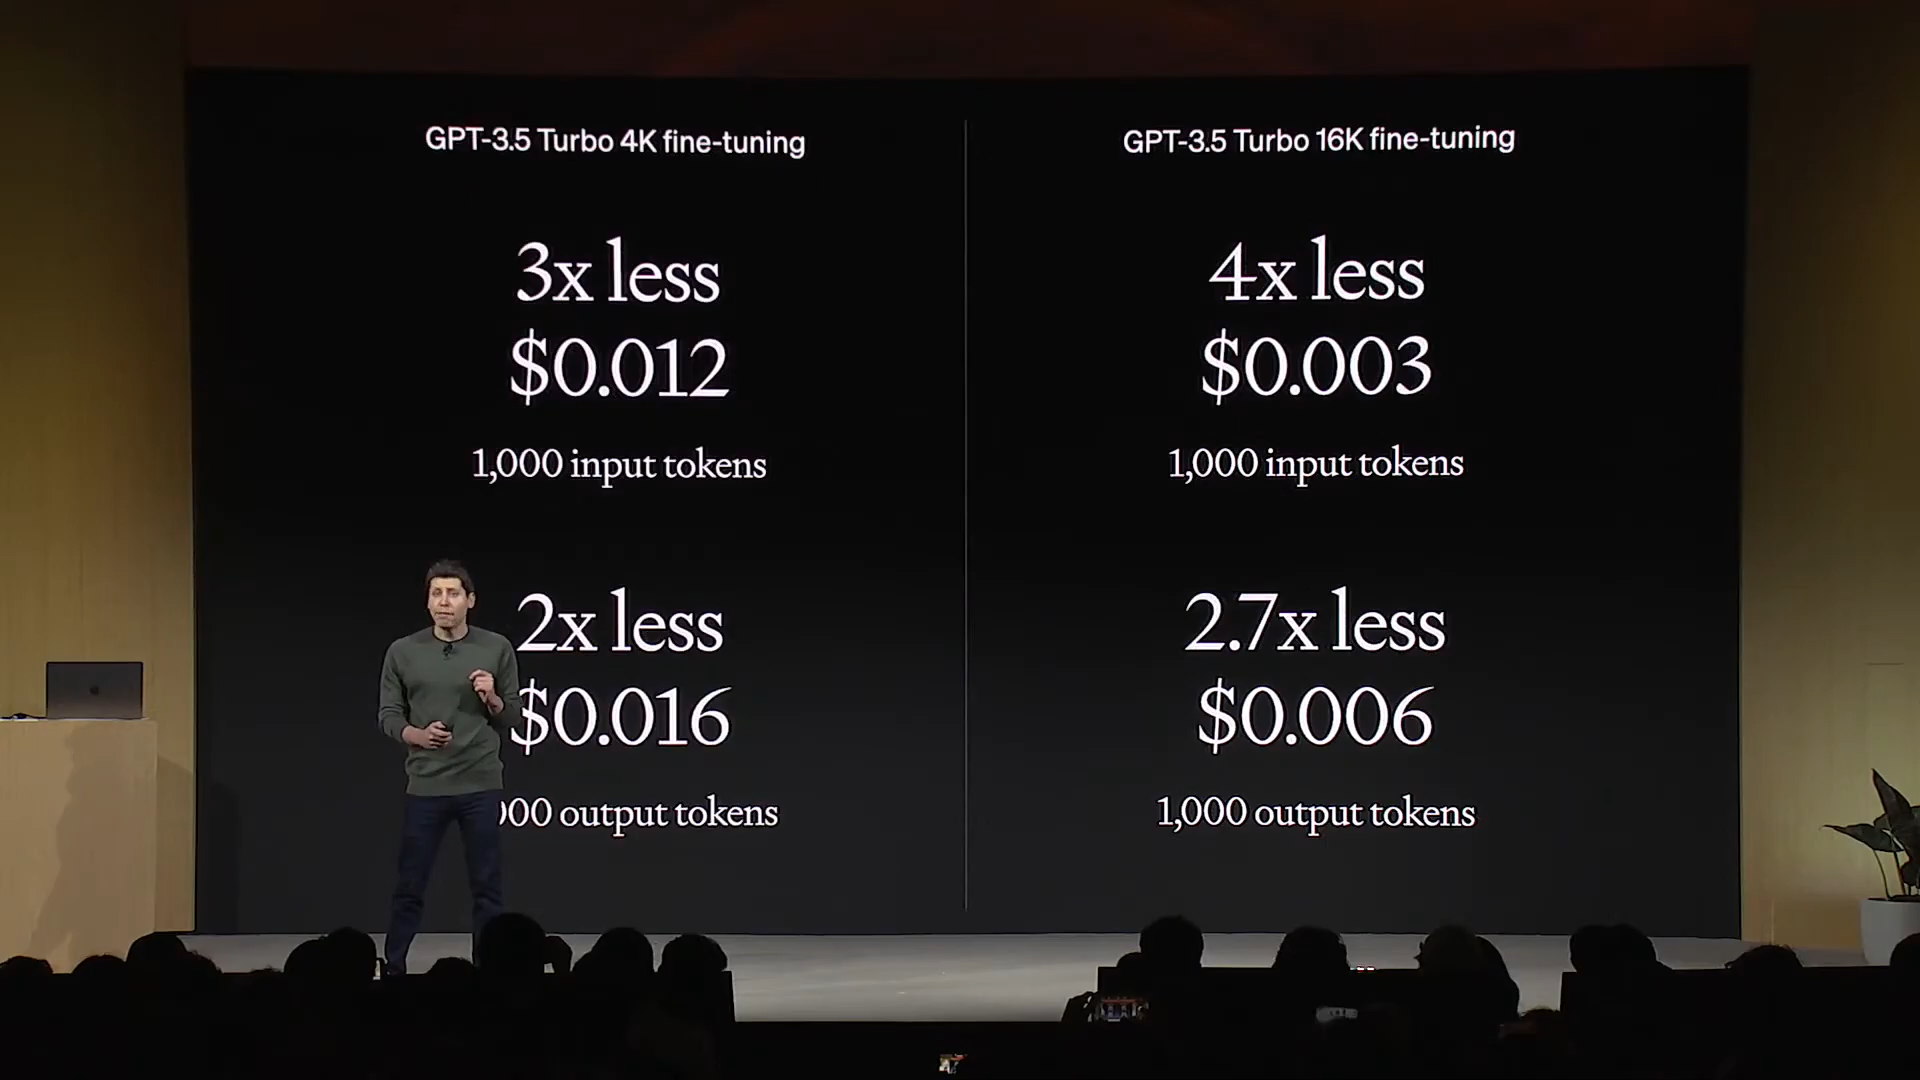 GPT-3.5 Turbo 4K fine-tuning
3x less
$0.012
1,000 input tokens
2x less
$0.016
000 output tokens
GPT-3.5 Turbo 16K fine-tuning
4x less
$0.003
1,000 input tokens
2.7x less
$0.006
1,000 output tokens